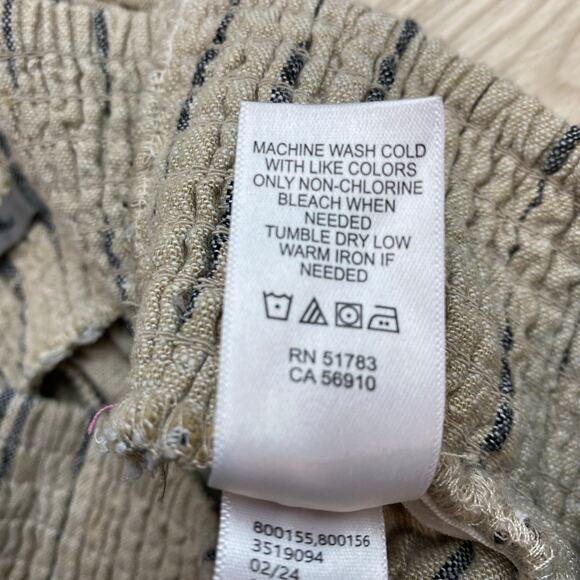 MACHINE WASH COLD
WITH LIKE COLORS
ONLY NON-CHLORINE
BLEACH WHEN
NEEDED
TUMBLE DRY LOW
WARM IRON IF
NEEDED
RN 51783
CA 56910
800155,800156
3519094
02/24